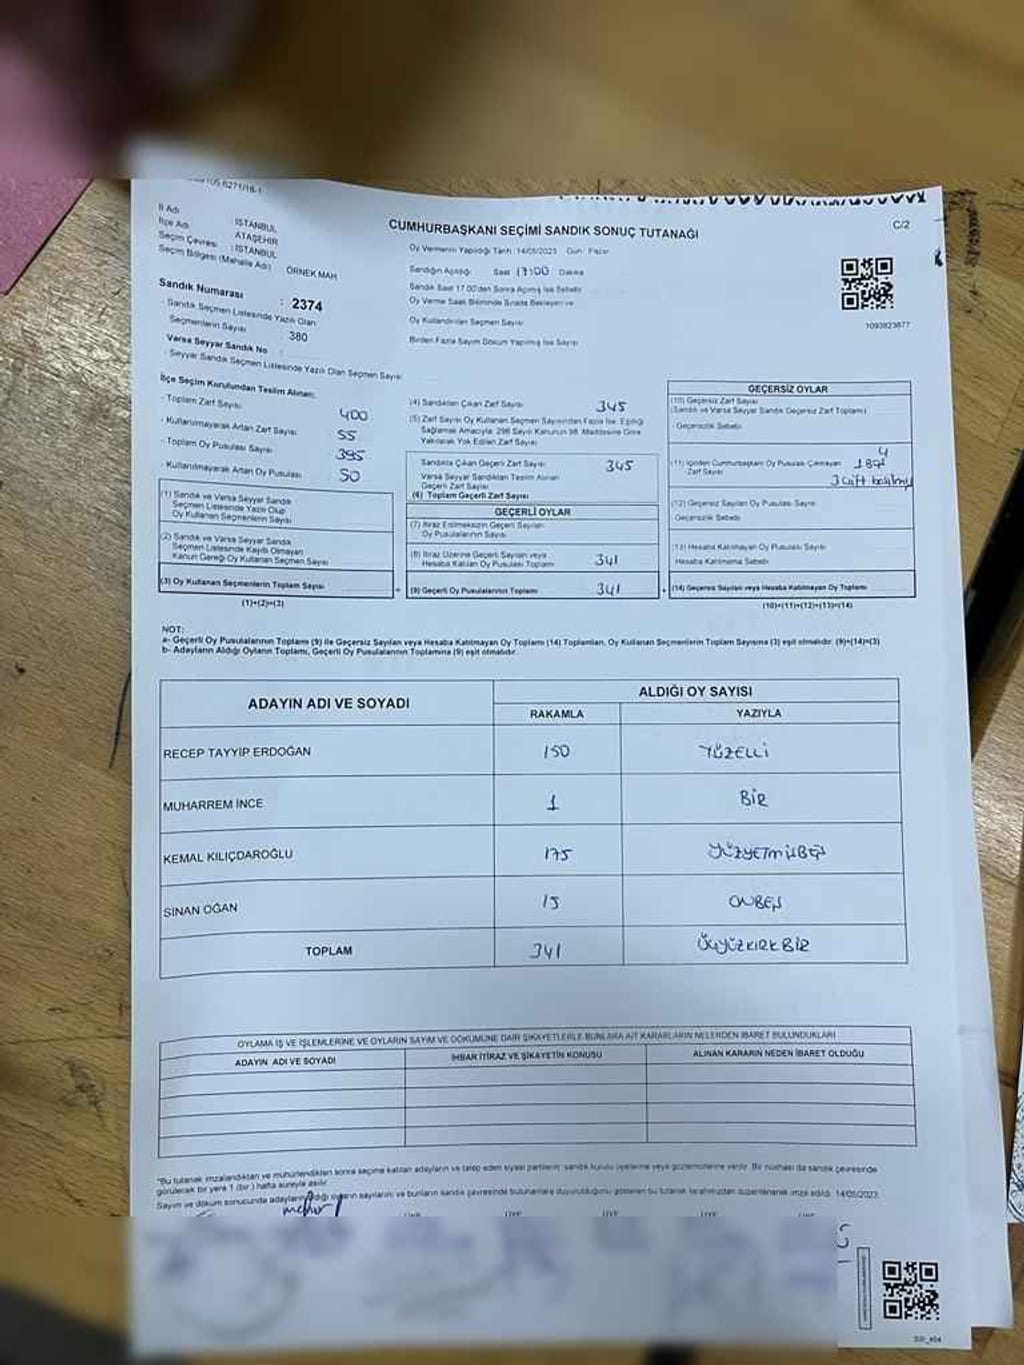 6271/18-1
İl Adı
İlçe Adı
Seçim Çevresi
Seçim Bölgesi (Mahalle Adı)
İSTANBUL
ATAŞEHİR
: İSTANBUL
ÖRNEK MAH
CUMHURBAŞKANI SEÇİMİ SANDIK SONUÇ TUTANAĞI
C/2
Oy Vermenin Yapıldığı Tarih :14/05/2023 Gün: Pazar
Sandığın Açıldığı Saat 17:00 Dakika
Sandık Saat 17.00'den Sonra Açılmış İse Sebebi
Oy Verme Saati Bitiminde Sırada Bekleyen ve
Oy Kullandırılan Seçmen Sayısı
Birden Fazla Sayım Döküm Yapılmış İse Sayısı
1093823877
Sandık Numarası : 2374
Sandık Seçmen Listesinde Yazılı Olan
Seçmenlerin Sayısı 380
Varsa Seyyar Sandık No :
Seyyar Sandık Seçmen Listesinde Yazılı Olan Seçmen Sayısı:
İlçe Seçim Kurulundan Teslim Alınan;
- Toplam Zarf Sayısı 400
- Kullanılmayarak Artan Zarf Sayısı 55
- Toplam Oy Pusulası Sayısı 395
- Kullanılmayarak Artan Oy Pusulası 50
(1) Sandık ve Varsa Seyyar Sandık
Seçmen Listesinde Yazılı Olup
Oy Kullanan Seçmenlerin Sayısı
(2) Sandık ve Varsa Seyyar Sandık
Seçmen Listesinde Kayıtlı Olmayan
Kanun Gereği Oy Kullanan Seçmen Sayısı
(3) Oy Kullanan Seçmenlerin Toplam Sayısı
(1)+(2)=(3)
(4) Sandıktan Çıkan Zarf Sayısı 345
(5) Zarf Sayısı Oy Kullanan Seçmen Sayısından Fazla İse, Eşitliği
Sağlamak Amacıyla; 298 Sayılı Kanunun 98. Maddesine Göre
Yakılarak Yok Edilen Zarf Sayısı
Sandıkta Çıkan Geçerli Zarf Sayısı 345
Varsa Seyyar Sandıktan Teslim Alınan
Geçerli Zarf Sayısı
(6) Toplam Geçerli Zarf Sayısı
GEÇERLİ OYLAR
(7) İtiraz Edilmeksizin Geçerli Sayılan
Oy Pusulalarının Sayısı
(8) İtiraz Üzerine Geçerli Sayılan veya
Hesaba Katılan Oy Pusulası Toplamı 341
(9) Geçerli Oy Pusulalarının Toplamı 341
GEÇERSİZ OYLAR
(10) Geçersiz Zarf Sayısı
(Sandık ve Varsa Seyyar Sandık Geçersiz Zarf Toplamı)
- Geçersizlik Sebebi
(11) İçinden Cumhurbaşkanı Oy Pusulası Çıkmayan
Zarf Sayısı
4
3 çift
(12) Geçersiz Sayılan Oy Pusulası Sayısı
Geçersizlik Sebebi
(13) Hesaba Katılmayan Oy Pusulası Sayısı
Hesaba Katılmama Sebebi
(14) Geçersiz Sayılan veya Hesaba Katılmayan Oy Toplamı
(10)+(11)+(12)+(13)=(14)
NOT:
a- Geçerli Oy Pusulalarının Toplamı (9) ile Geçersiz Sayılan veya Hesaba Katılmayan Oy Toplamı (14) Toplamları, Oy Kullanan Seçmenlerin Toplam Sayısına (3) eşit olmalıdır. (9)+(14)=(3)
b- Adayların Aldığı Oyların Toplamı, Geçerli Oy Pusulalarının Toplamına (9) eşit olmalıdır.
ADAYIN ADI VE SOYADI
ALDIĞI OY SAYISI
RAKAMLA YAZIYLA
RECEP TAYYIP ERDOĞAN 150 YÜZELLİ
MUHARREM İNCE 1 BİR
KEMAL KILIÇDAROĞLU 175 YÜZYETMİŞBEŞ
SİNAN OĞAN 15 ONBEŞ
TOPLAM 341 ÜÇYÜZKIRKBİR
OYLAMA İŞ VE İŞLEMLERİNE VE OYLARIN SAYIM VE DÖKÜMÜNE DAİR ŞİKAYETLERLE BUNLARA AİT KARARLARIN NELERDEN İBARET BULUNDUKLARI
ADAYIN ADI VE SOYADI İHBAR İTİRAZ VE ŞİKAYETİN KONUSU ALINAN KARARIN NEDEN İBARET OLDUĞU
*Bu tutanak imzalandıktan ve mühürlendikten sonra seçime katılan adayların ve talep eden siyasi partilerin sandık kurulu üyelerine veya gözlemcilerine verilir. Bir nüshası da sandık çevresinde
görülecek bir yere 1 (bir) hafta süreyle asılır.
Sayım ve döküm sonucunda adayların aldığı oyların sayılarını ve bunların sandık çevresinde bulunanlara duyurulduğunu gösteren bu tutanak tarafımızdan düzenlenerek imza edildi. 14/05/2023